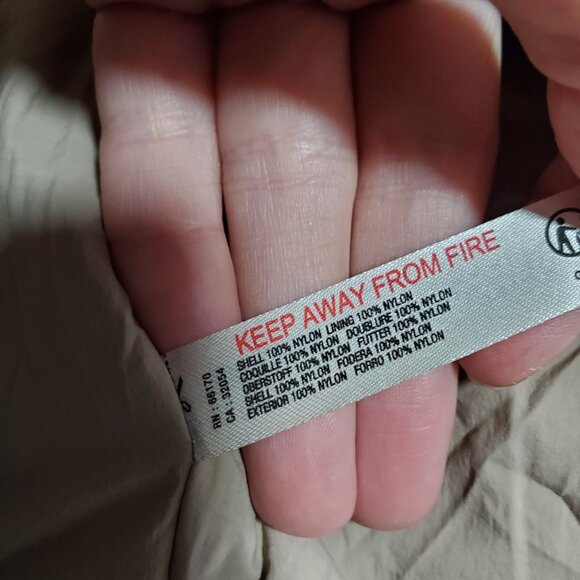 KEEP AWAY FROM FIRE
SHELL 100% NYLON LINING 100% NYLON
COQUILLE 100% NYLON DOUBLURE 100% NYLON
OBERSTOFF 100% NYLON FUTTER 100% NYLON
SHELL 100% NYLON FODERA 100% NYLON
EXTERIOR 100% NYLON FORRO 100% NYLON
RN : 66170
CA : 35054